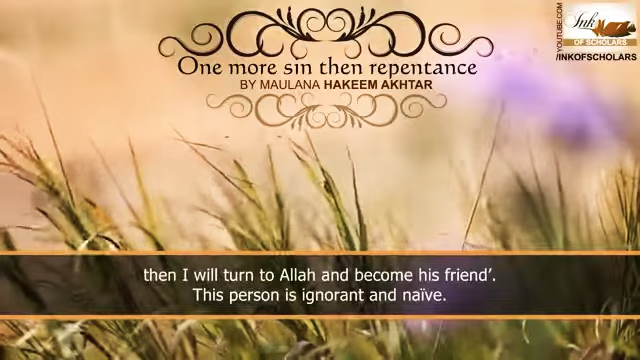 One more sin then repentance
BY MAULANA HAKEEM AKHTAR
Ink
OF SCHOLARS
YOUTUBE.COM
/INKOFSCHOLARS
then I will turn to Allah and become his friend’.
This person is ignorant and naïve.